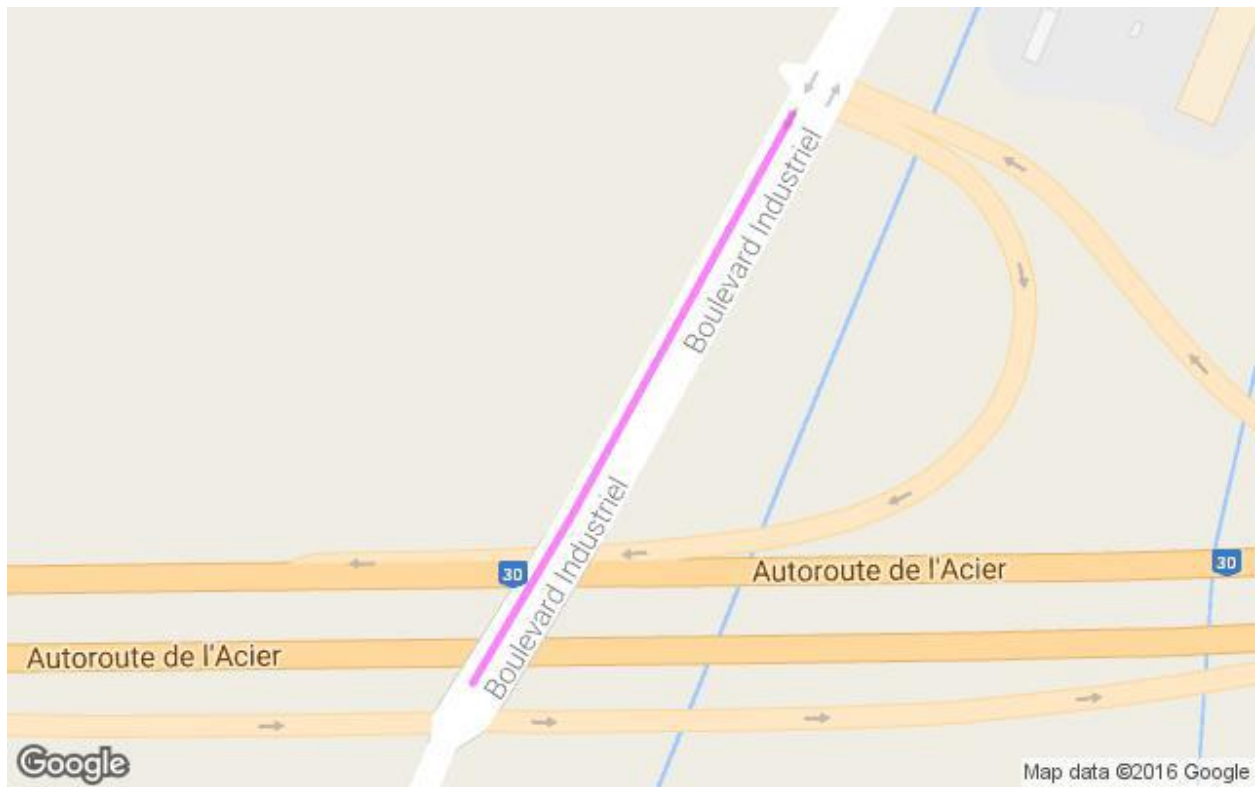 Boulevard Industriel
Boulevard Industriel
30
Autoroute de l'Acier
30
Autoroute de l'Acier
Google
Map data ©2016 Google